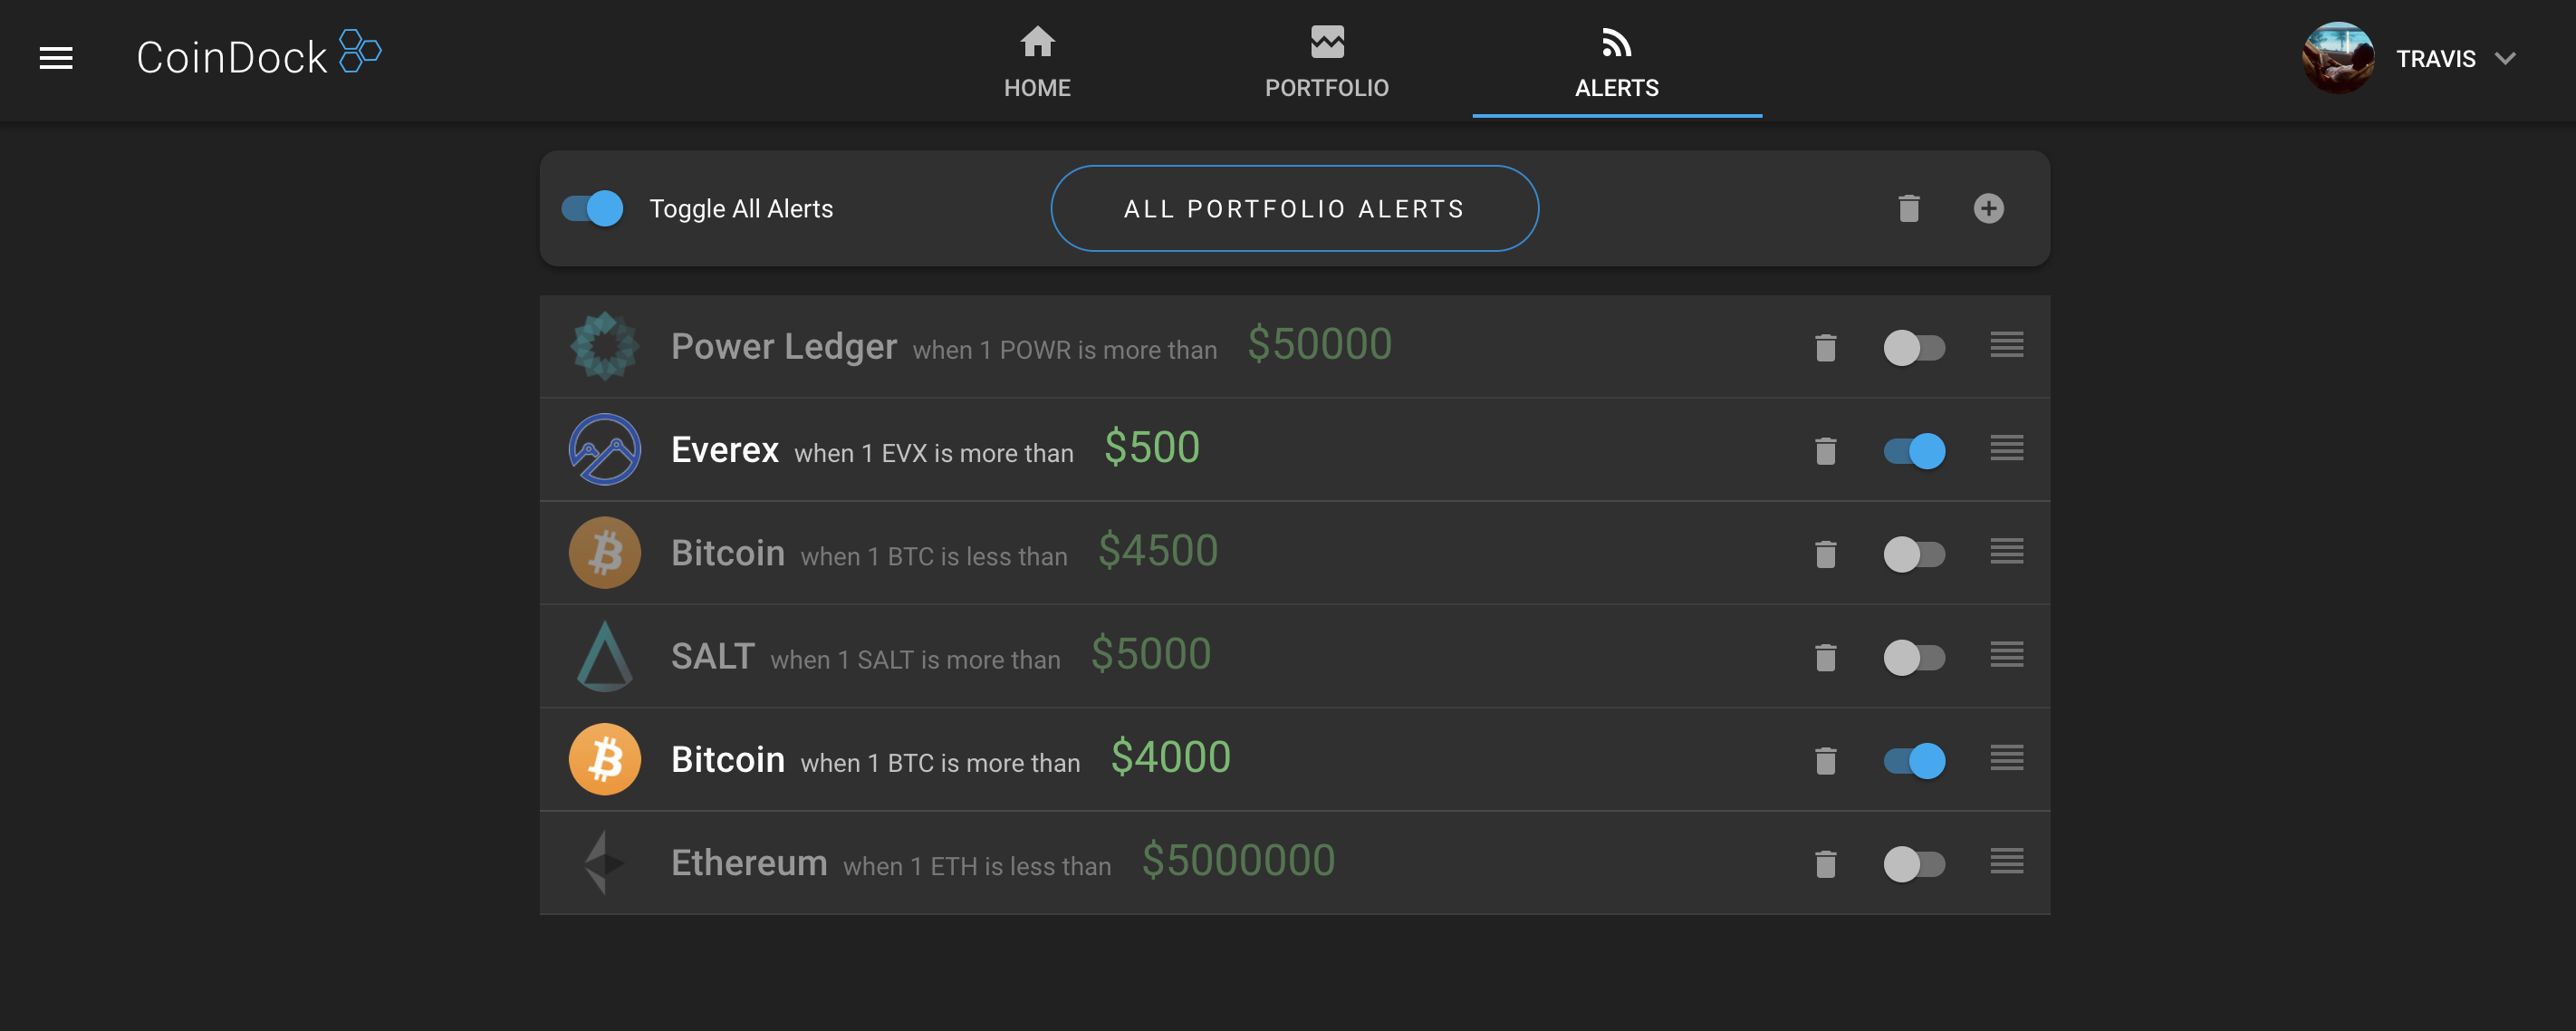 CoinDock
HOME
PORTFOLIO
ALERTS
TRAVIS
Toggle All Alerts
ALL PORTFOLIO ALERTS
Power Ledger when 1 POWR is more than $50000
Everex when 1 EVX is more than $500
Bitcoin when 1 BTC is less than $4500
SALT when 1 SALT is more than $5000
Bitcoin when 1 BTC is more than $4000
Ethereum when 1 ETH is less than $5000000